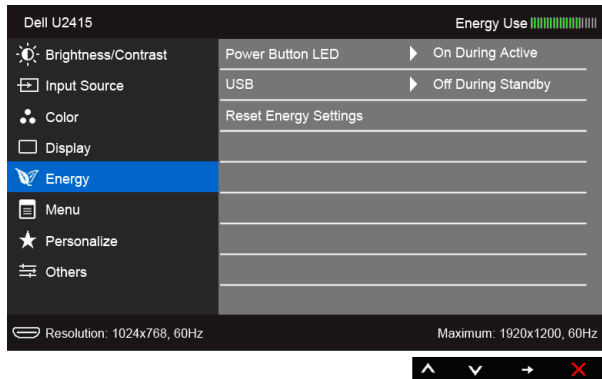 Dell U2415 Energy Use
Brightness/Contrast Power Button LED On During Active
Input Source USB Off During Standby
Color Reset Energy Settings
Display
Energy
Menu
Personalize
Others
Resolution: 1024x768, 60Hz Maximum: 1920x1200, 60Hz